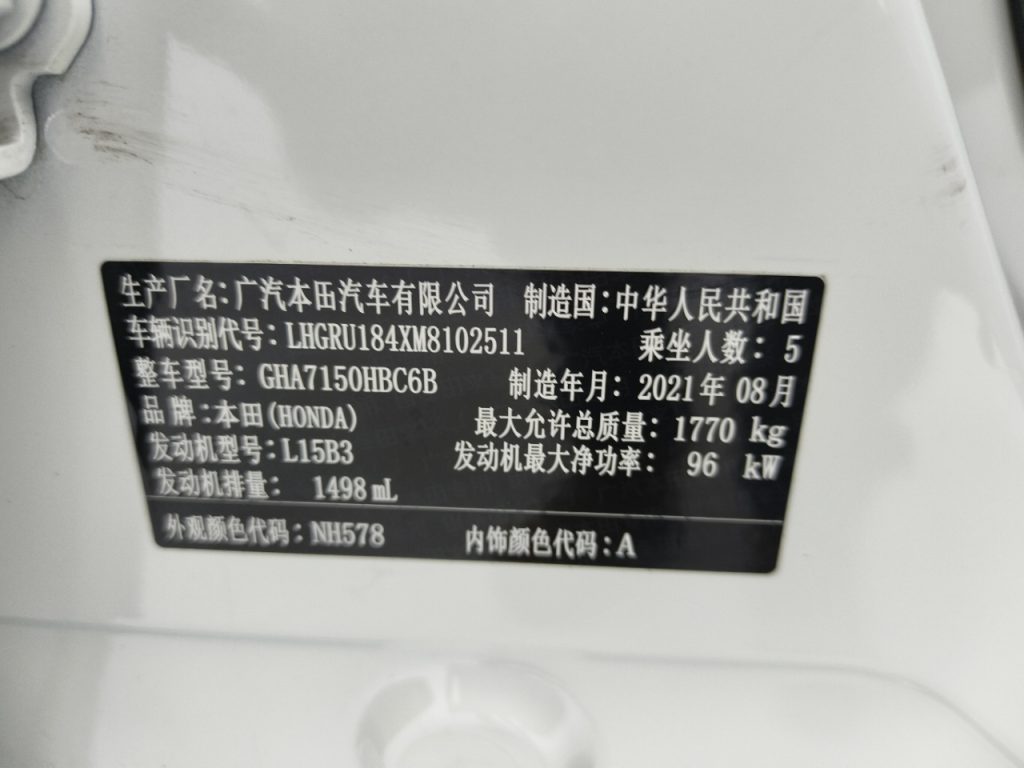 生产厂名：广汽本田汽车有限公司 制造国：中华人民共和国
车辆识别代号：LHGRU184XM8102511 乘坐人数：5
整车型号：GHA7150HBC6B 制造年月：2021年08月
品牌：本田(HONDA) 最大允许总质量：1770 kg
发动机型号：L15B3 发动机最大净功率：96 kW
发动机排量：1498 mL
外观颜色代码：NH578 内饰颜色代码：A